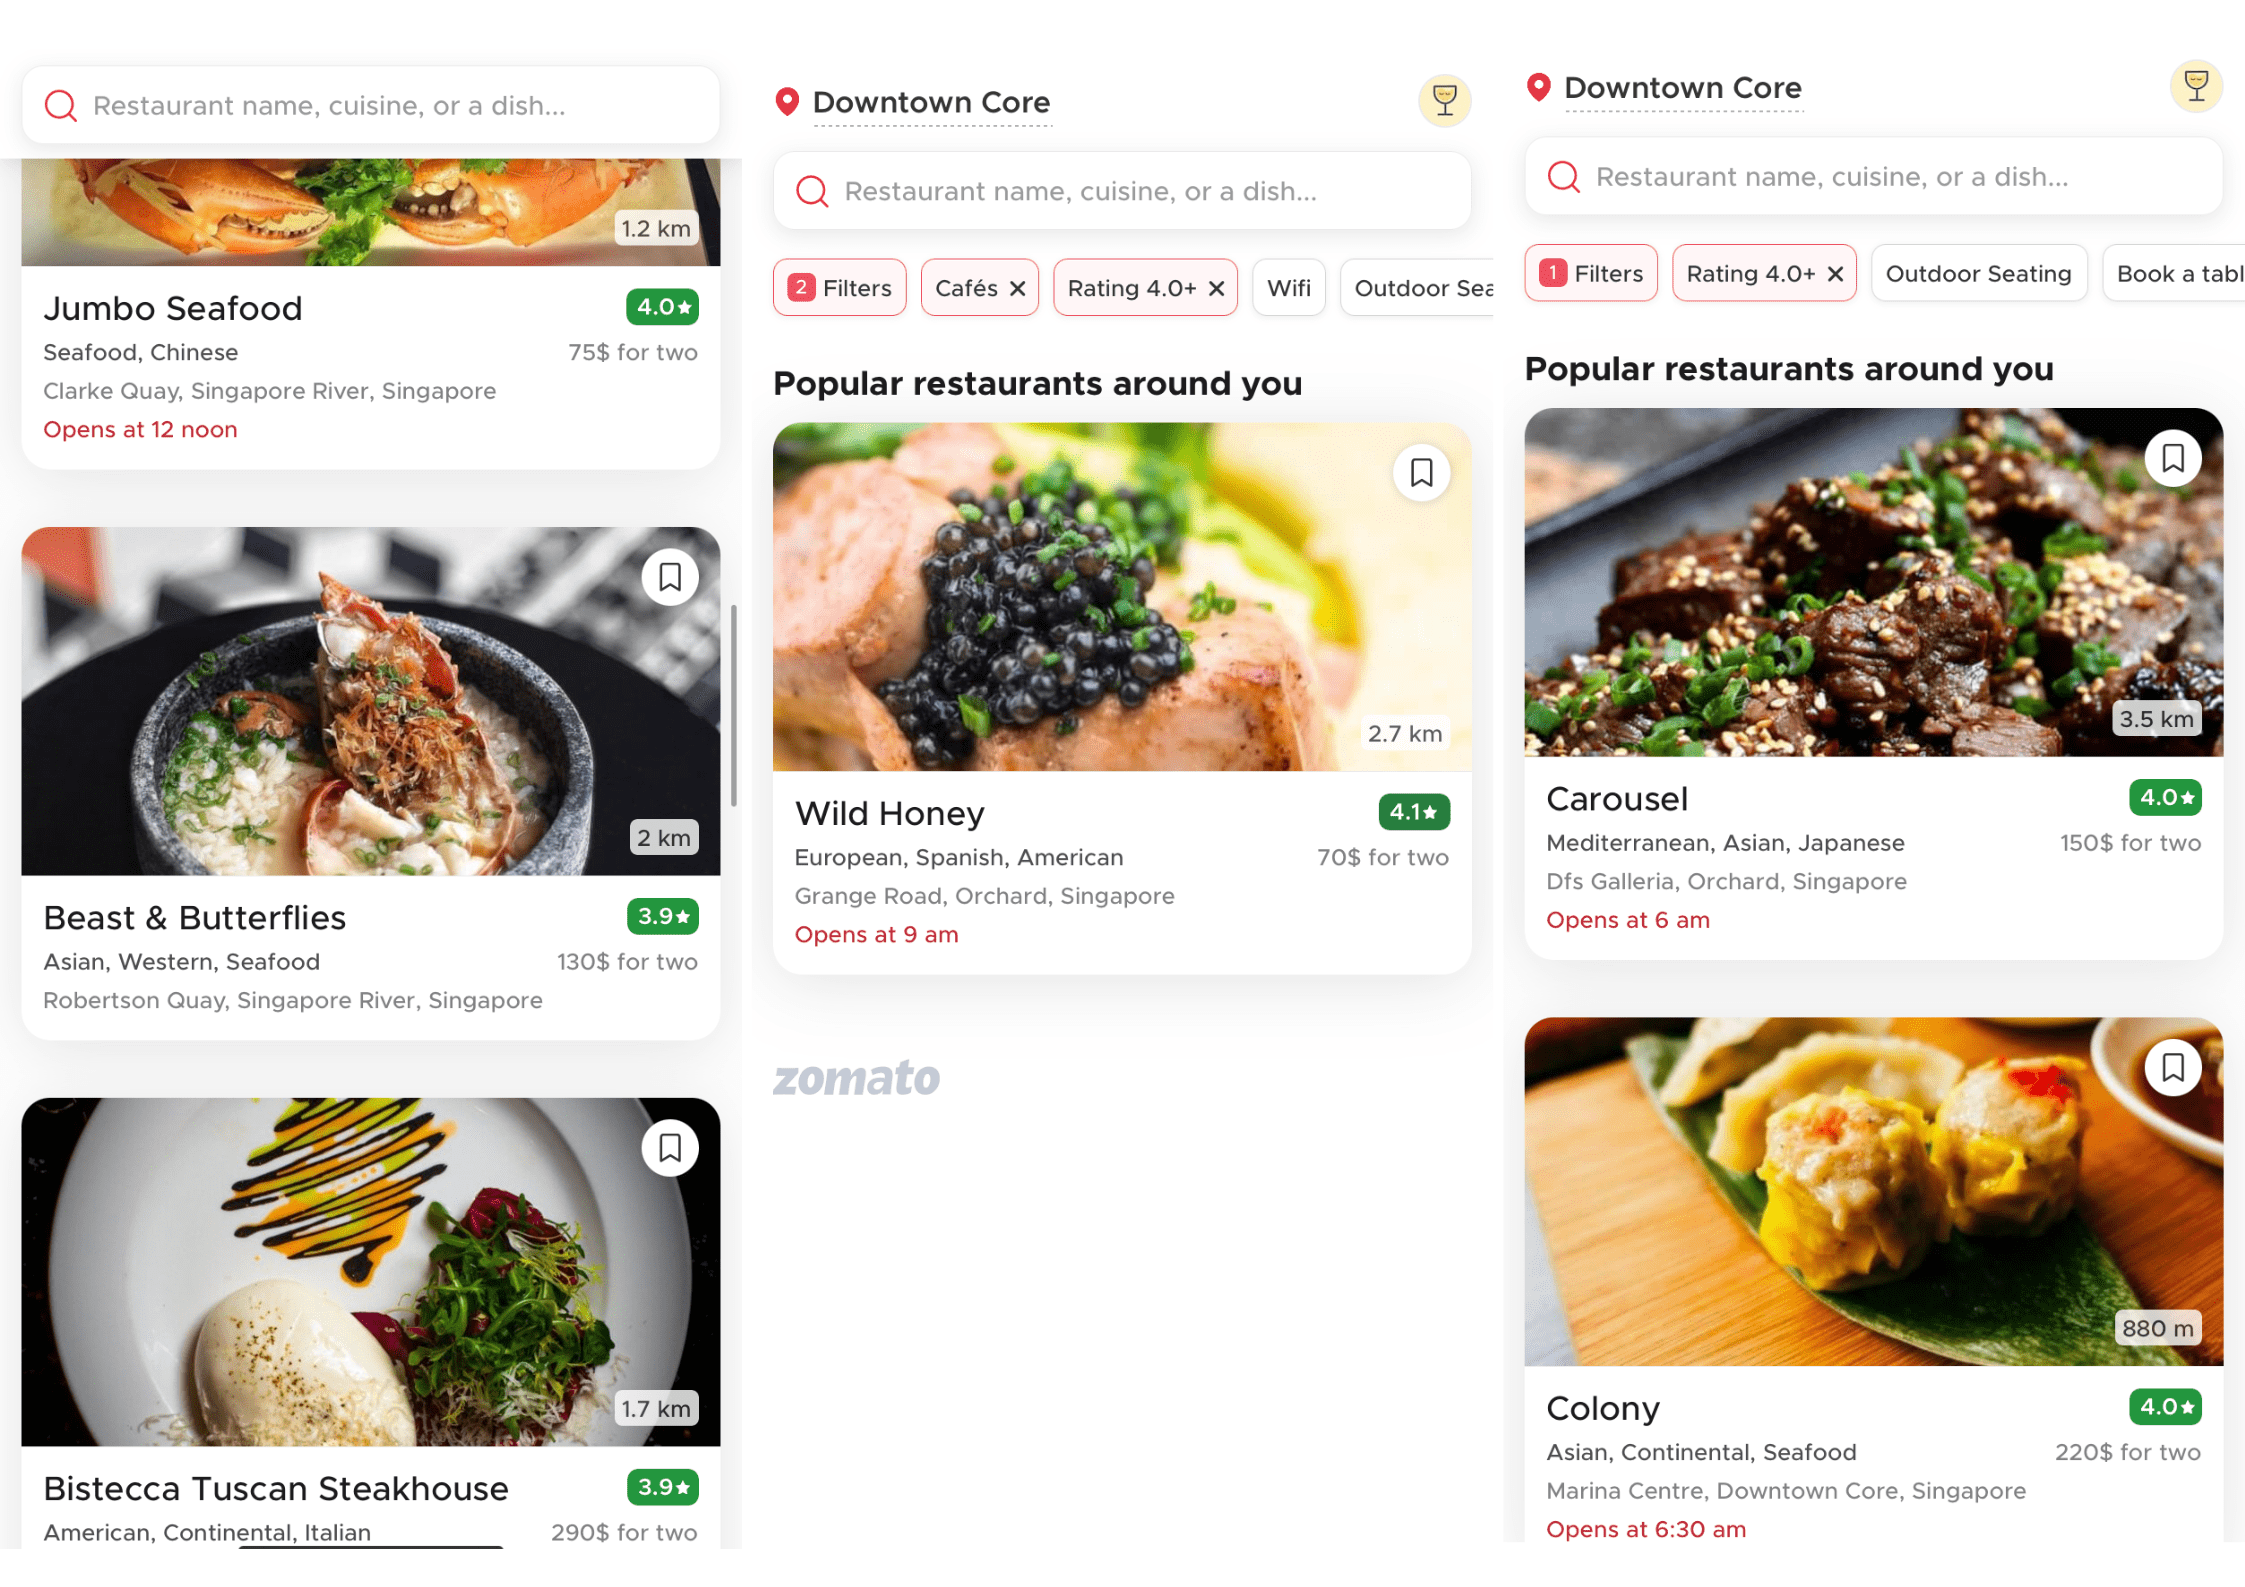 Restaurant name, cuisine, or a dish...
1.2 km
Jumbo Seafood
4.0★
Seafood, Chinese
75$ for two
Clarke Quay, Singapore River, Singapore
Opens at 12 noon
2 km
Beast & Butterflies
3.9★
Asian, Western, Seafood
130$ for two
Robertson Quay, Singapore River, Singapore
1.7 km
Bistecca Tuscan Steakhouse
3.9★
American, Continental, Italian
290$ for two
Downtown Core
Restaurant name, cuisine, or a dish...
2 Filters
Cafés ×
Rating 4.0+ ×
Wifi
Outdoor Sea
Popular restaurants around you
2.7 km
Wild Honey
4.1★
European, Spanish, American
70$ for two
Grange Road, Orchard, Singapore
Opens at 9 am
zomato
Downtown Core
Restaurant name, cuisine, or a dish...
1 Filters
Rating 4.0+ ×
Outdoor Seating
Book a tabl
Popular restaurants around you
3.5 km
Carousel
4.0★
Mediterranean, Asian, Japanese
150$ for two
Dfs Galleria, Orchard, Singapore
Opens at 6 am
880 m
Colony
4.0★
Asian, Continental, Seafood
220$ for two
Marina Centre, Downtown Core, Singapore
Opens at 6:30 am